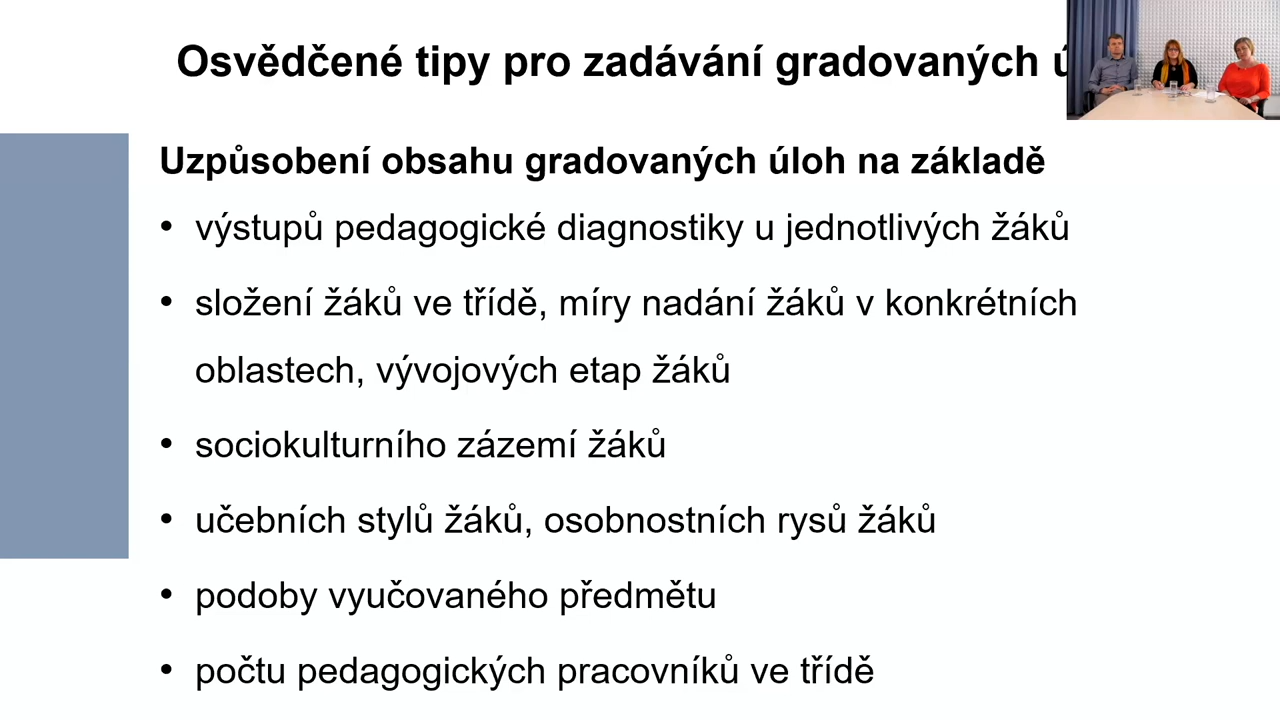 Osvědčené tipy pro zadávání gradovaných
Uzpůsobení obsahu gradovaných úloh na základě
• výstupů pedagogické diagnostiky u jednotlivých žáků
• složení žáků ve třídě, míry nadání žáků v konkrétních
oblastech, vývojových etap žáků
• sociokulturního zázemí žáků
• učebních stylů žáků, osobnostních rysů žáků
• podoby vyučovaného předmětu
• počtu pedagogických pracovníků ve třídě